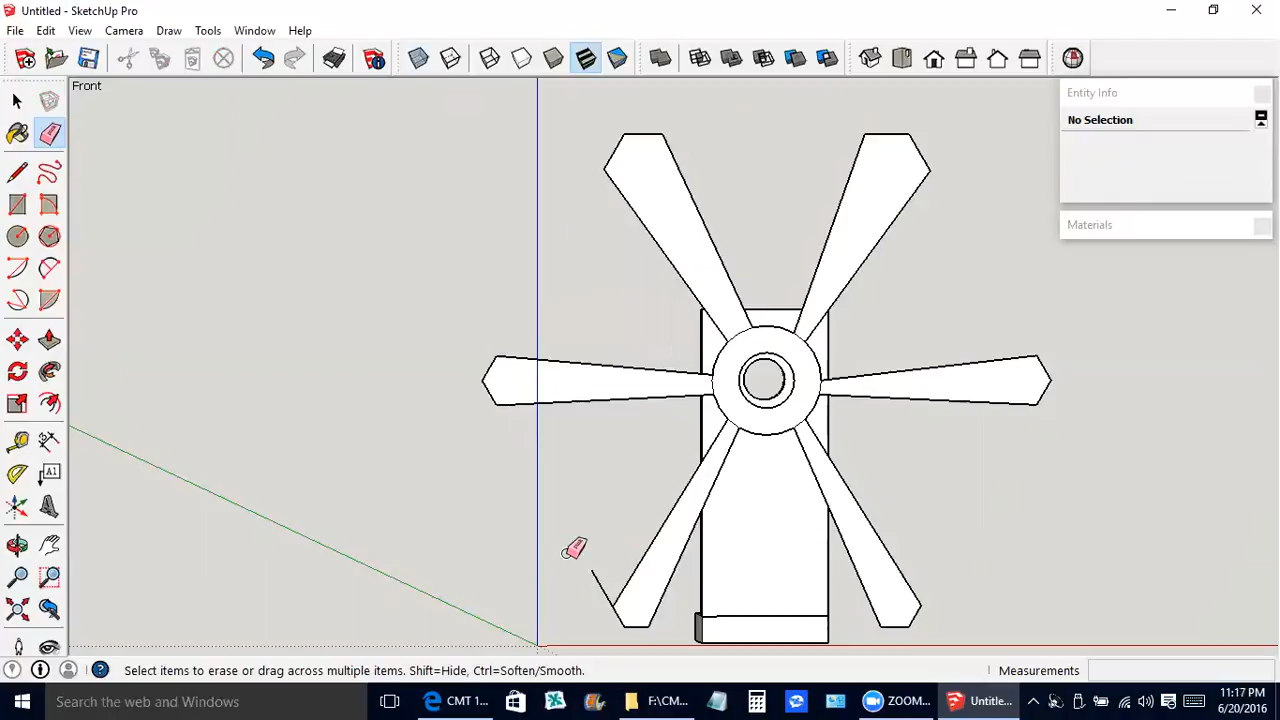 Untitled - SketchUp Pro
File Edit View Camera Draw Tools Window Help
Front
Entity Info
No Selection
Materials
A1
Select items to erase or drag across multiple items. Shift=Hide, Ctrl=Soften/Smooth.
Measurements
Search the web and Windows
CMT 1...
F:\CM...
ZOOM...
Untitle...
11:17 PM
6/20/2016